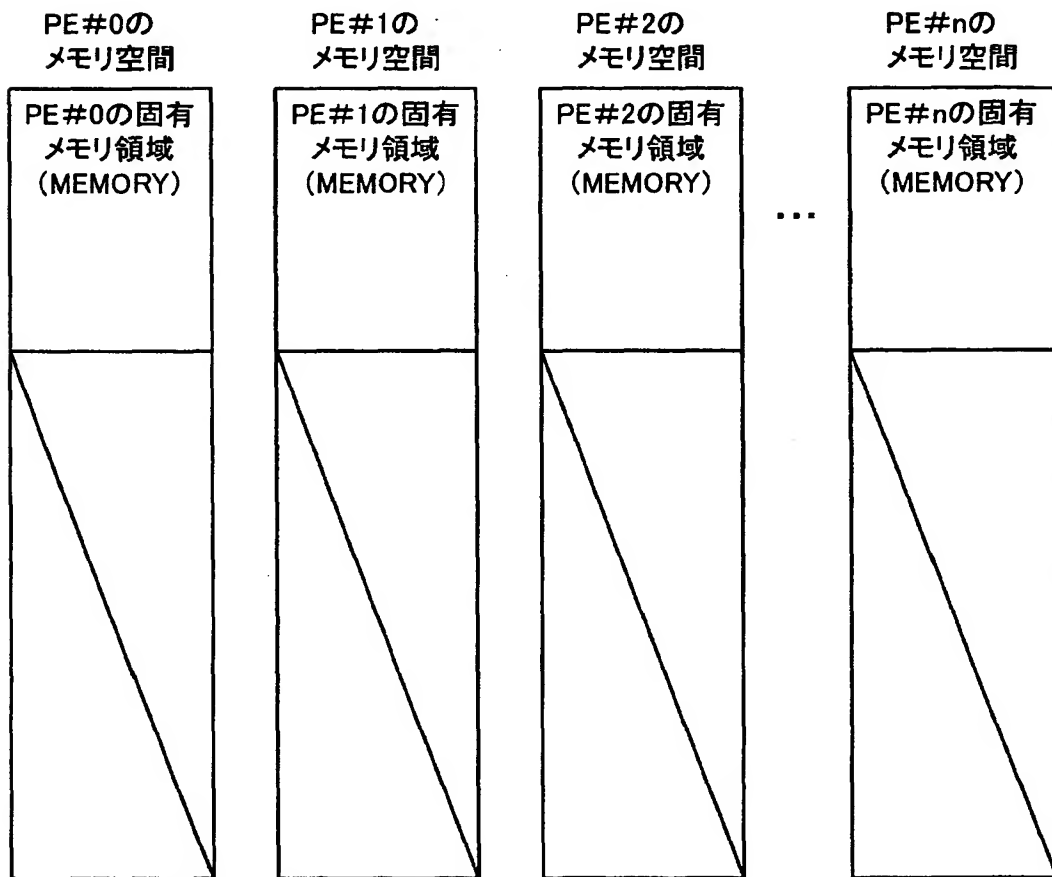 PE#0の
メモリ空間
PE#1の
メモリ空間
PE#2の
メモリ空間
PE#nの
メモリ空間
PE#0の固有
メモリ領域
(MEMORY)
PE#1の固有
メモリ領域
(MEMORY)
PE#2の固有
メモリ領域
(MEMORY)
...
PE#nの固有
メモリ領域
(MEMORY)